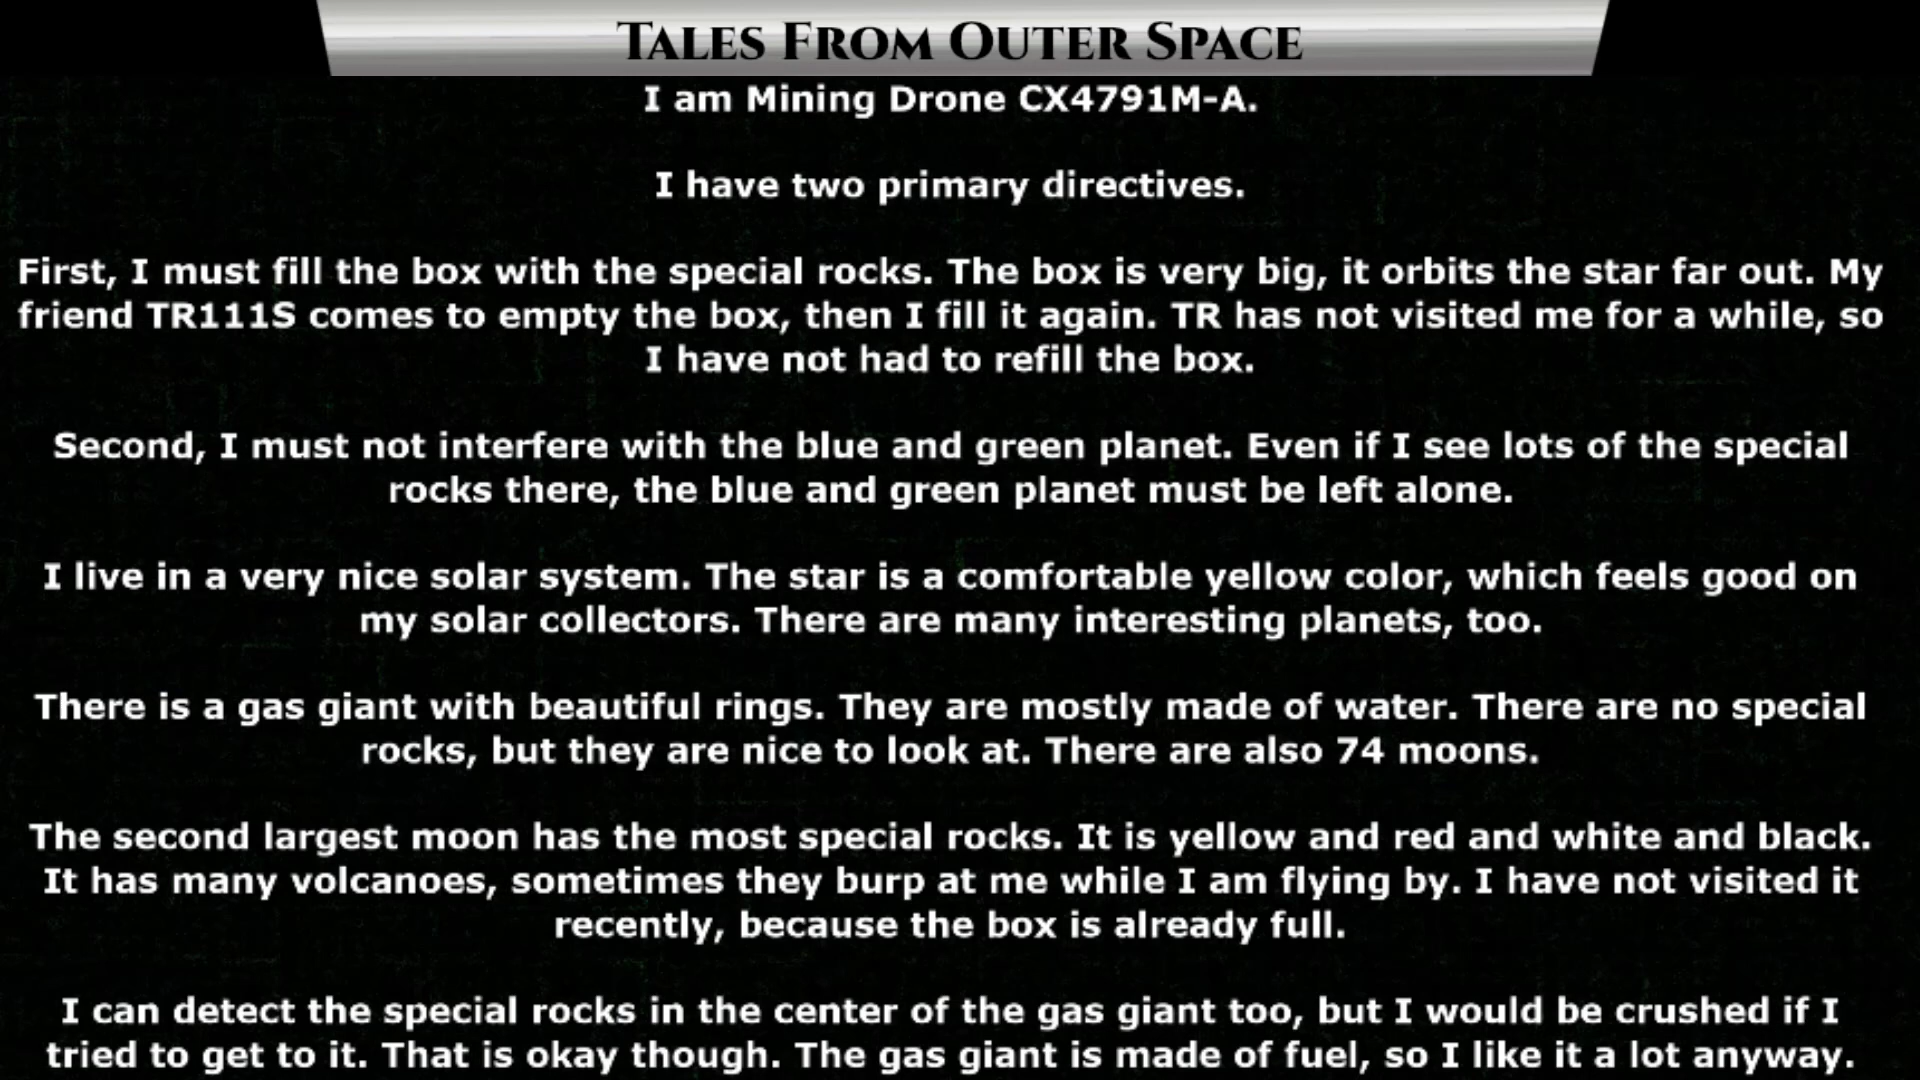 Tales From Outer Space
I am Mining Drone CX4791M-A.
I have two primary directives.
First, I must fill the box with the special rocks. The box is very big, it orbits the star far out. My
friend TR111S comes to empty the box, then I fill it again. TR has not visited me for a while, so
I have not had to refill the box.
Second, I must not interfere with the blue and green planet. Even if I see lots of the special
rocks there, the blue and green planet must be left alone.
I live in a very nice solar system. The star is a comfortable yellow color, which feels good on
my solar collectors. There are many interesting planets, too.
There is a gas giant with beautiful rings. They are mostly made of water. There are no special
rocks, but they are nice to look at. There are also 74 moons.
The second largest moon has the most special rocks. It is yellow and red and white and black.
It has many volcanoes, sometimes they burp at me while I am flying by. I have not visited it
recently, because the box is already full.
I can detect the special rocks in the center of the gas giant too, but I would be crushed if I
tried to get to it. That is okay though. The gas giant is made of fuel, so I like it a lot anyway.